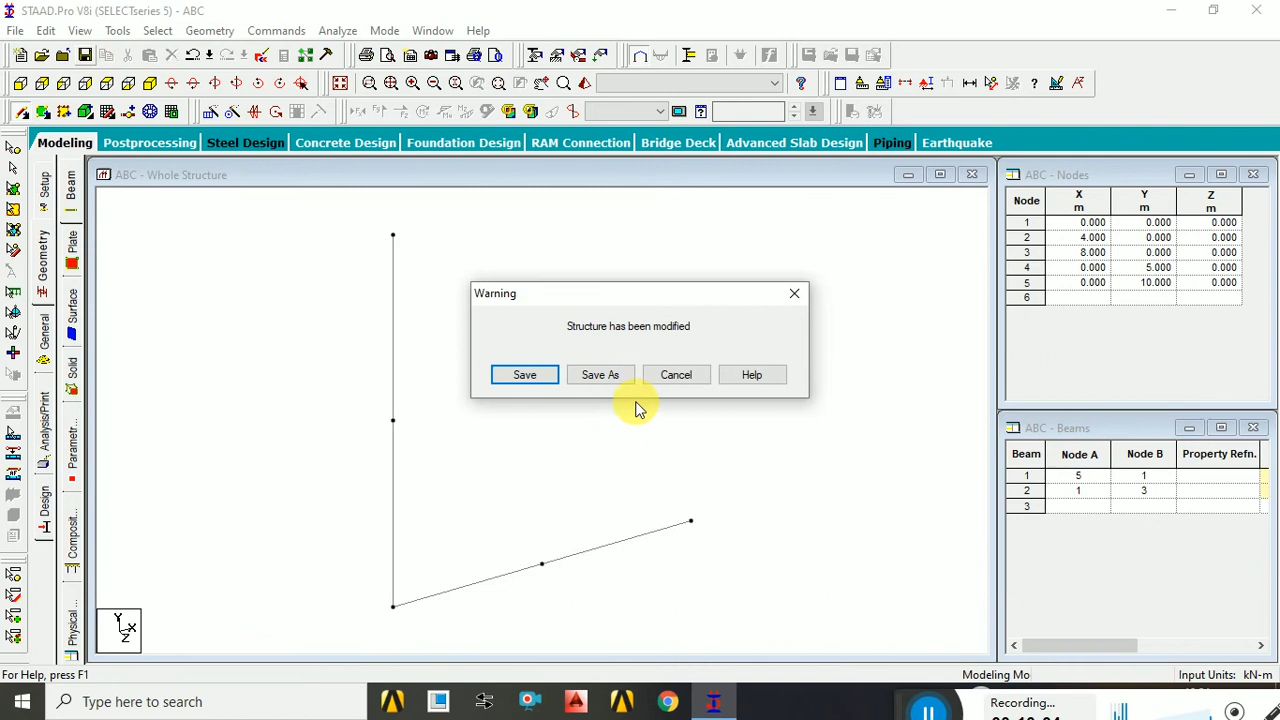 STAAD.Pro V8i (SELECTseries 5) - ABC
File Edit View Tools Select Geometry Commands Analyze Mode Window Help
Modeling Postprocessing Steel Design Concrete Design Foundation Design RAM Connection Bridge Deck Advanced Slab Design Piping Earthquake
Setup
Geometry
General
Analysis/Print
Design
Beam
Plate
Surface
Solid
Parametr...
Composit...
Physical
ABC - Whole Structure
Warning
Structure has been modified
Save Save As Cancel Help
Y
X
Z
ABC - Nodes
Node X m Y m Z m
1 0.000 0.000 0.000
2 4.000 0.000 0.000
3 8.000 0.000 0.000
4 0.000 5.000 0.000
5 0.000 10.000 0.000
6
ABC - Beams
Beam Node A Node B Property Refn.
1 5 1
2 1 3
3
For Help, press F1
Modeling Mo
Input Units: kN-m
Type here to search
Recording...